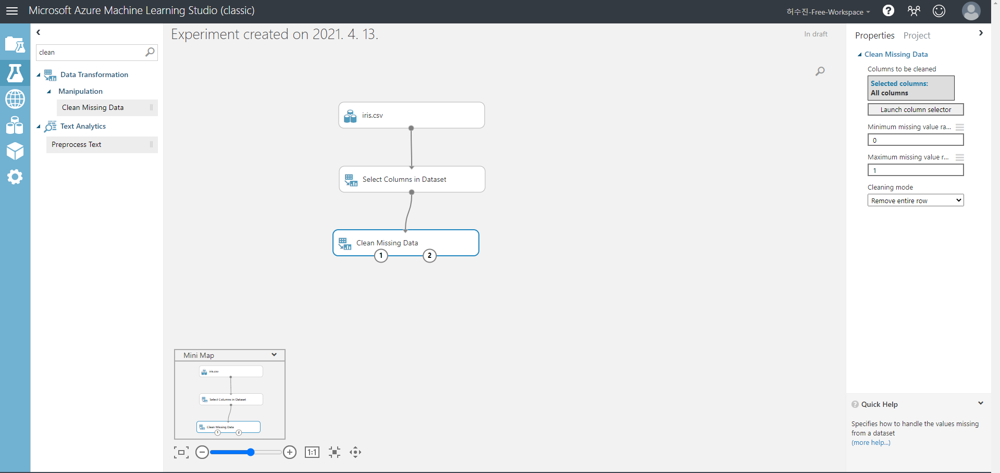 Microsoft Azure Machine Learning Studio (classic)
허수진-Free-Workspace
?
clean
Data Transformation
Manipulation
Clean Missing Data
Text Analytics
Preprocess Text
Experiment created on 2021. 4. 13.
In draft
iris.csv
Select Columns in Dataset
Clean Missing Data
1
2
Mini Map
iris.csv
Select Columns in Dataset
Clean Missing Data
1
2
1:1
Properties Project
Clean Missing Data
Columns to be cleaned
Selected columns:
All columns
Launch column selector
Minimum missing value ra...
0
Maximum missing value r...
1
Cleaning mode
Remove entire row
? Quick Help
Specifies how to handle the values missing
from a dataset
(more help...)